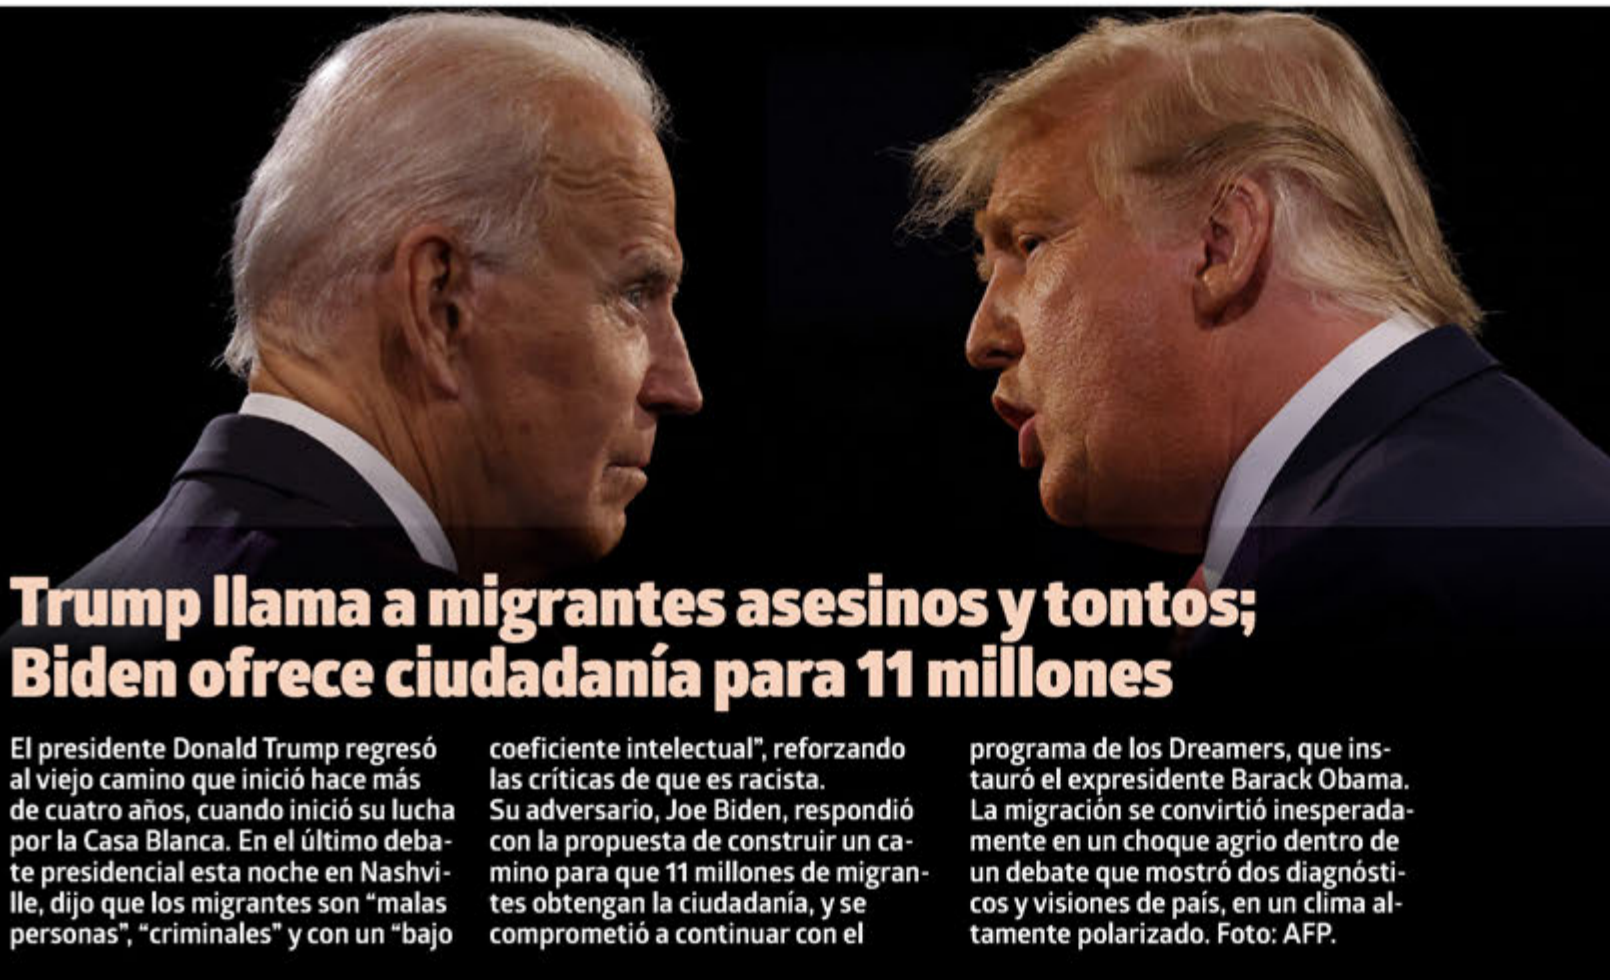 Trump llama a migrantes asesinos y tontos;
Biden ofrece ciudadanía para 11 millones
El presidente Donald Trump regresó
al viejo camino que inició hace más
de cuatro años, cuando inició su lucha
por la Casa Blanca. En el último deba-
te presidencial esta noche en Nashvi-
lle, dijo que los migrantes son “malas
personas”, “criminales” y con un “bajo
coeficiente intelectual”, reforzando
las críticas de que es racista.
Su adversario, Joe Biden, respondió
con la propuesta de construir un ca-
mino para que 11 millones de migran-
tes obtengan la ciudadanía, y se
comprometió a continuar con el
programa de los Dreamers, que ins-
tauró el expresidente Barack Obama.
La migración se convirtió inesperada-
mente en un choque agrio dentro de
un debate que mostró dos diagnósti-
cos y visiones de país, en un clima al-
tamente polarizado. Foto: AFP.